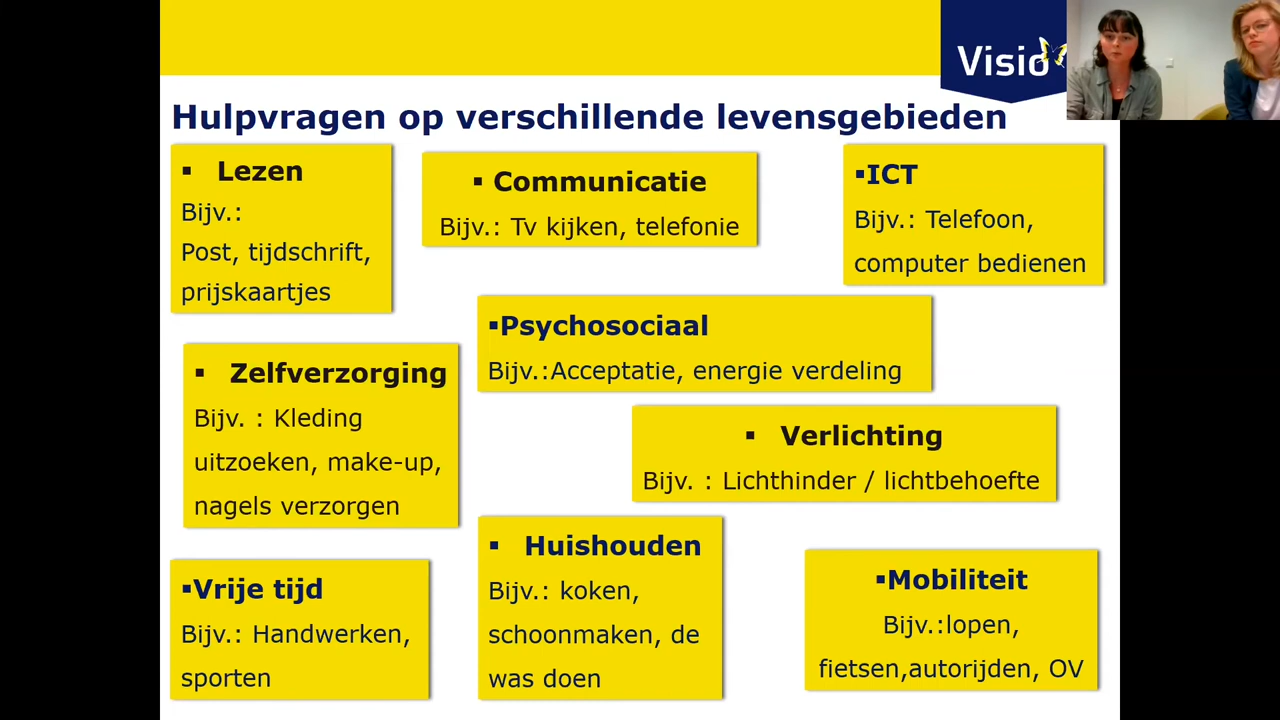 Visio
Hulpvragen op verschillende levensgebieden
▪ Lezen
Bijv.:
Post, tijdschrift,
prijskaartjes
▪ Communicatie
Bijv.: Tv kijken, telefonie
▪ICT
Bijv.: Telefoon,
computer bedienen
▪Psychosociaal
Bijv.:Acceptatie, energie verdeling
▪ Zelfverzorging
Bijv. : Kleding
uitzoeken, make-up,
nagels verzorgen
▪ Verlichting
Bijv. : Lichthinder / lichtbehoefte
▪ Huishouden
Bijv.: koken,
schoonmaken, de
was doen
▪Vrije tijd
Bijv.: Handwerken,
sporten
▪Mobiliteit
Bijv.:lopen,
fietsen,autorijden, OV